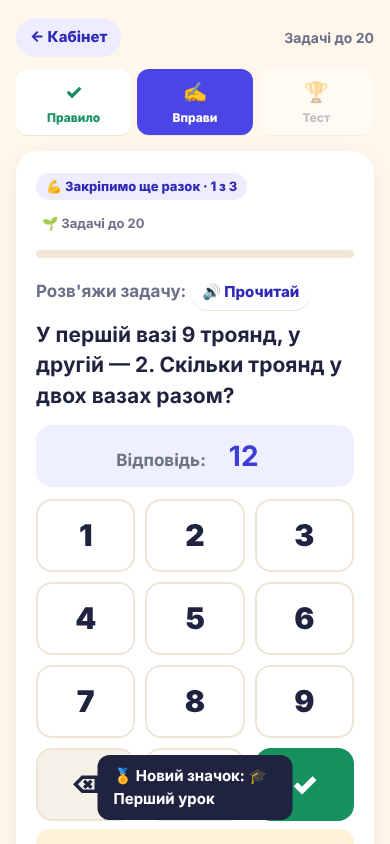 ← Кабінет
Задачі до 20
✓
Правило
✍️
Вправи
🏆
Тест
💪 Закріпимо ще разок · 1 з 3
🌱 Задачі до 20
Розв'яжи задачу: 🔊 Прочитай
У першій вазі 9 троянд, у
другій — 2. Скільки троянд у
двох вазах разом?
Відповідь: 12
1 2 3
4 5 6
7 8 9
🏅 Новий значок: 🎓
Перший урок
✓